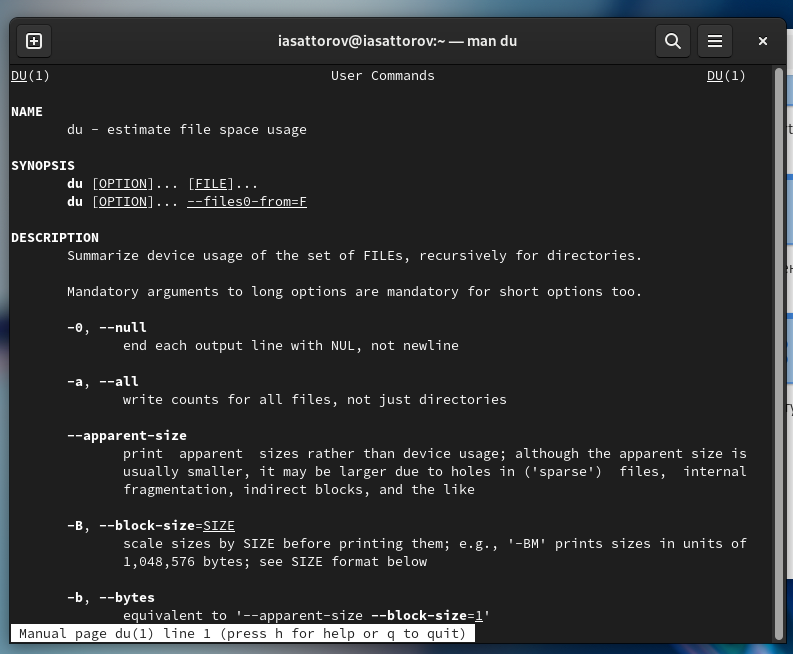 iasattorov@iasattorov:~ — man du
DU(1) User Commands DU(1)
NAME
du - estimate file space usage
SYNOPSIS
du [OPTION]... [FILE]...
du [OPTION]... --files0-from=F
DESCRIPTION
Summarize device usage of the set of FILEs, recursively for directories.
Mandatory arguments to long options are mandatory for short options too.
-0, --null
end each output line with NUL, not newline
-a, --all
write counts for all files, not just directories
--apparent-size
print apparent sizes rather than device usage; although the apparent size is
usually smaller, it may be larger due to holes in ('sparse') files, internal
fragmentation, indirect blocks, and the like
-B, --block-size=SIZE
scale sizes by SIZE before printing them; e.g., '-BM' prints sizes in units of
1,048,576 bytes; see SIZE format below
-b, --bytes
equivalent to '--apparent-size --block-size=1'
Manual page du(1) line 1 (press h for help or q to quit)